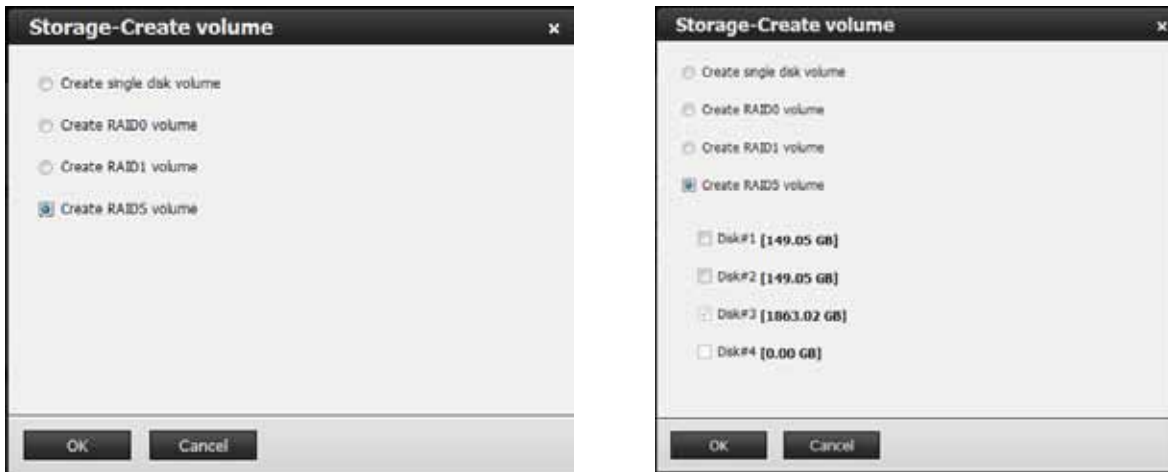 Storage-Create volume
x
Create single disk volume
Create RAID0 volume
Create RAID1 volume
Create RAID5 volume
OK
Cancel
Storage-Create volume
x
Create single disk volume
Create RAID0 volume
Create RAID1 volume
Create RAID5 volume
Disk#1 [149.05 GB]
Disk#2 [149.05 GB]
Disk#3 [1863.02 GB]
Disk#4 [0.00 GB]
OK
Cancel